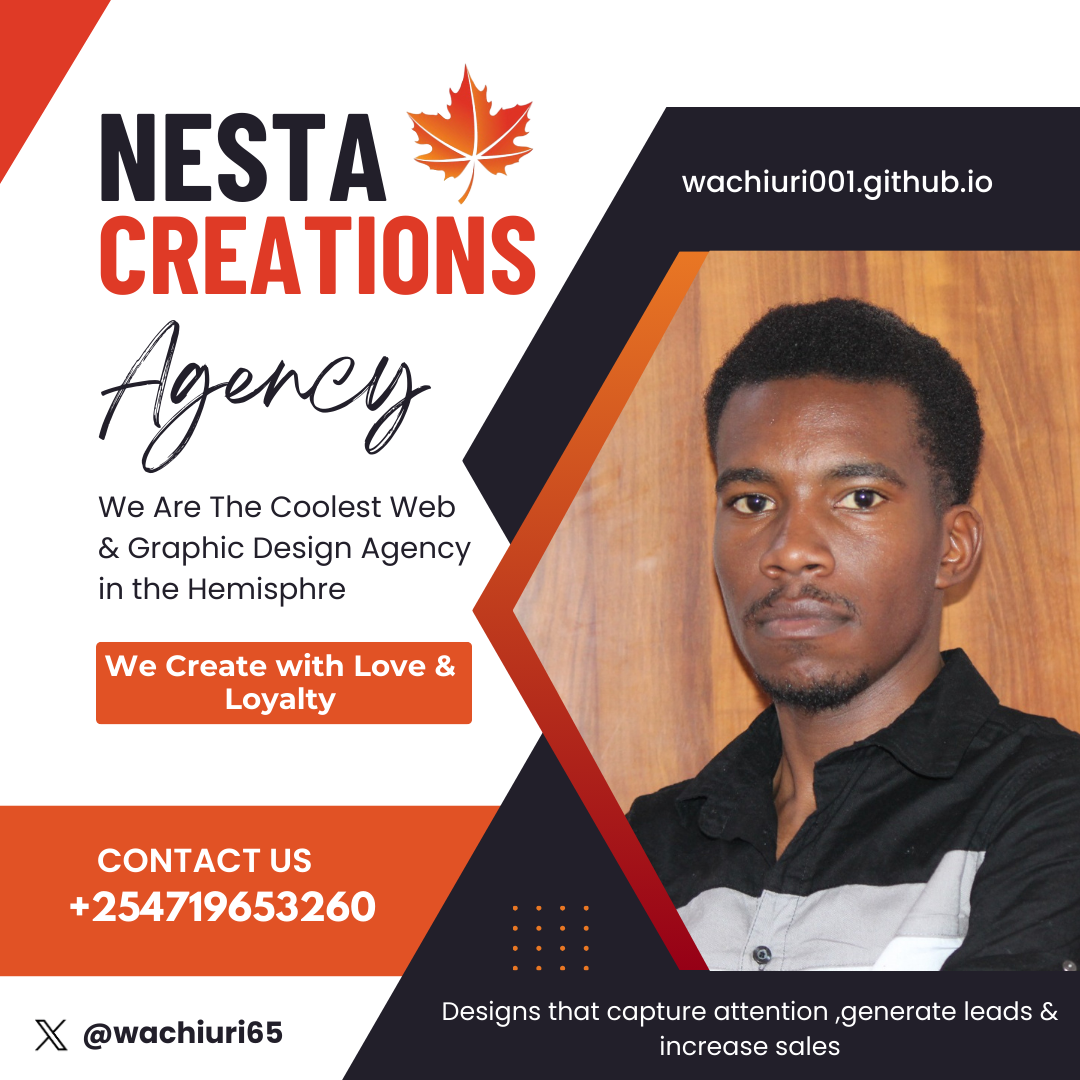 NESTA
CREATIONS
Agency
We Are The Coolest Web
& Graphic Design Agency
in the Hemisphre
We Create with Love &
Loyalty
CONTACT US
+254719653260
@wachiuri65
wachiuri001.github.io
Designs that capture attention ,generate leads &
increase sales